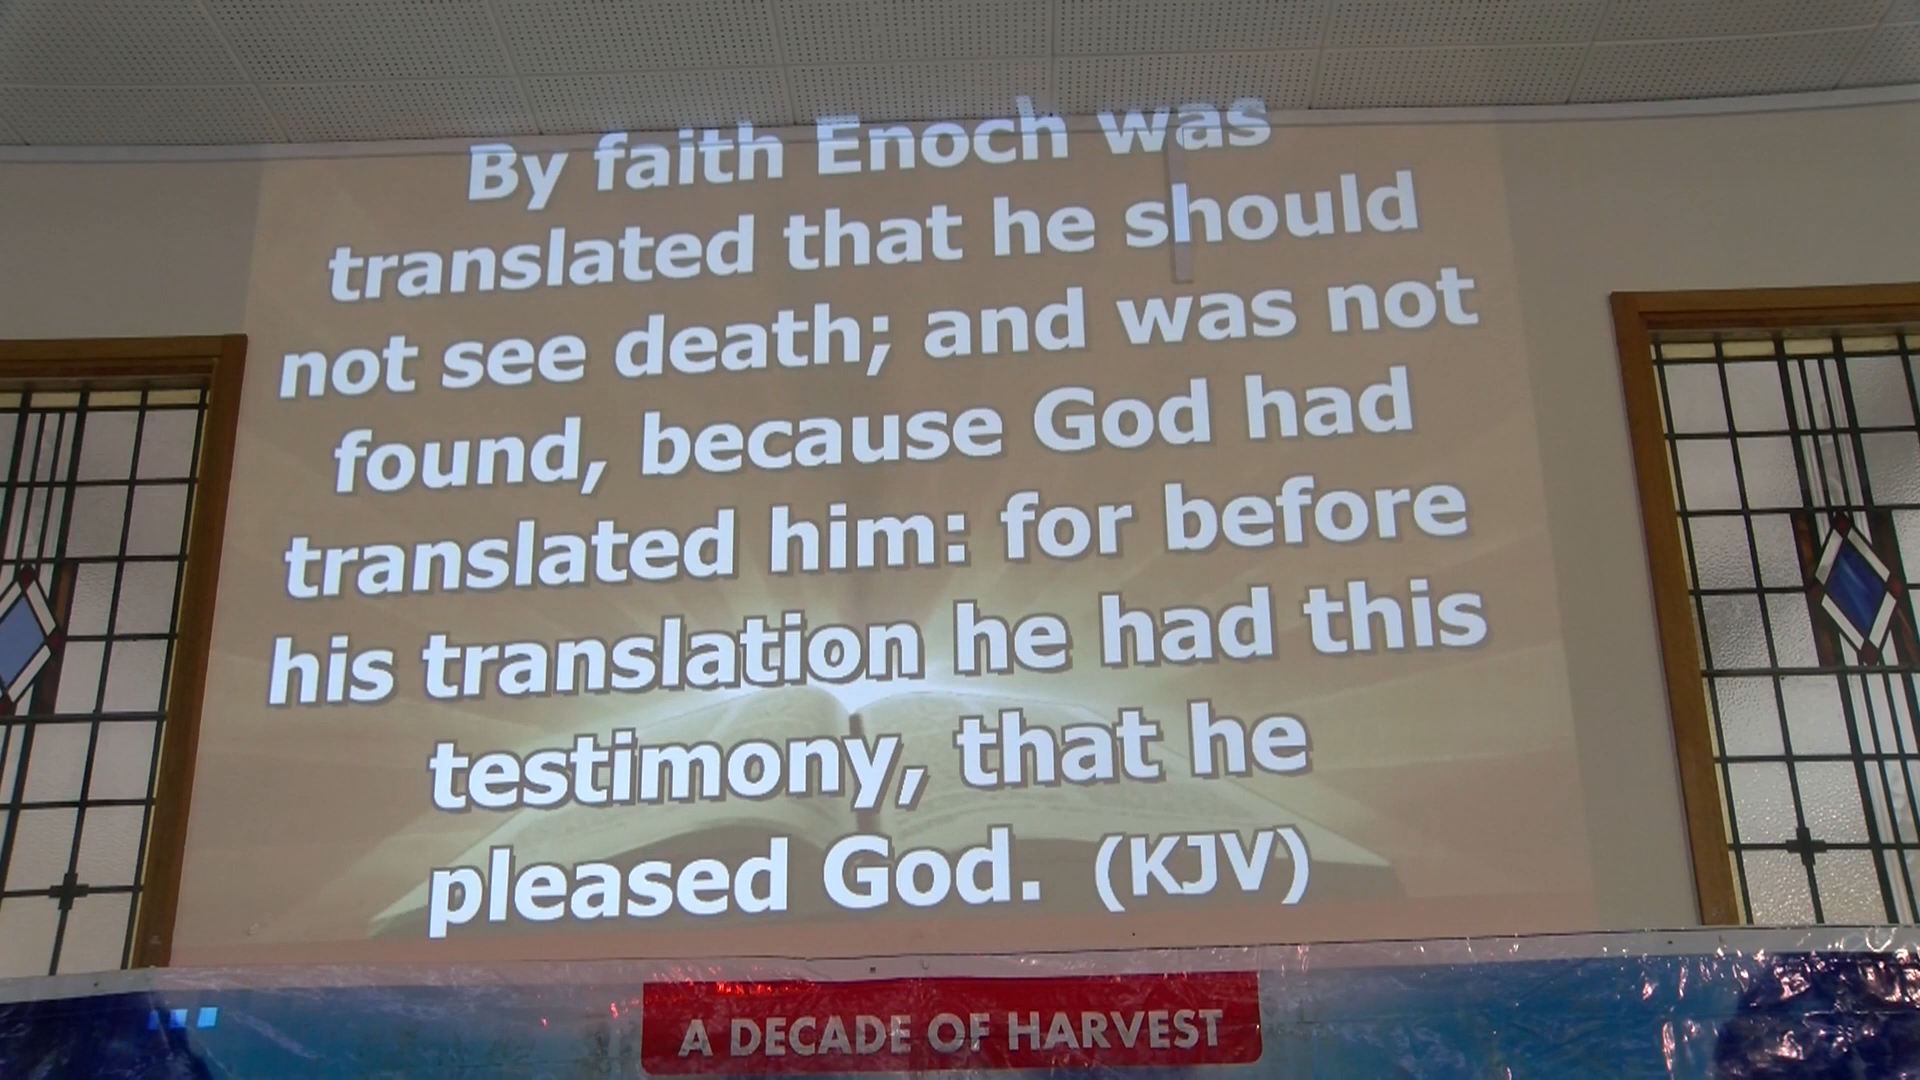 By faith Enoch was
translated that he should
not see death; and was not
found, because God had
translated him: for before
his translation he had this
testimony, that he
pleased God. (KJV)
A DECADE OF HARVEST